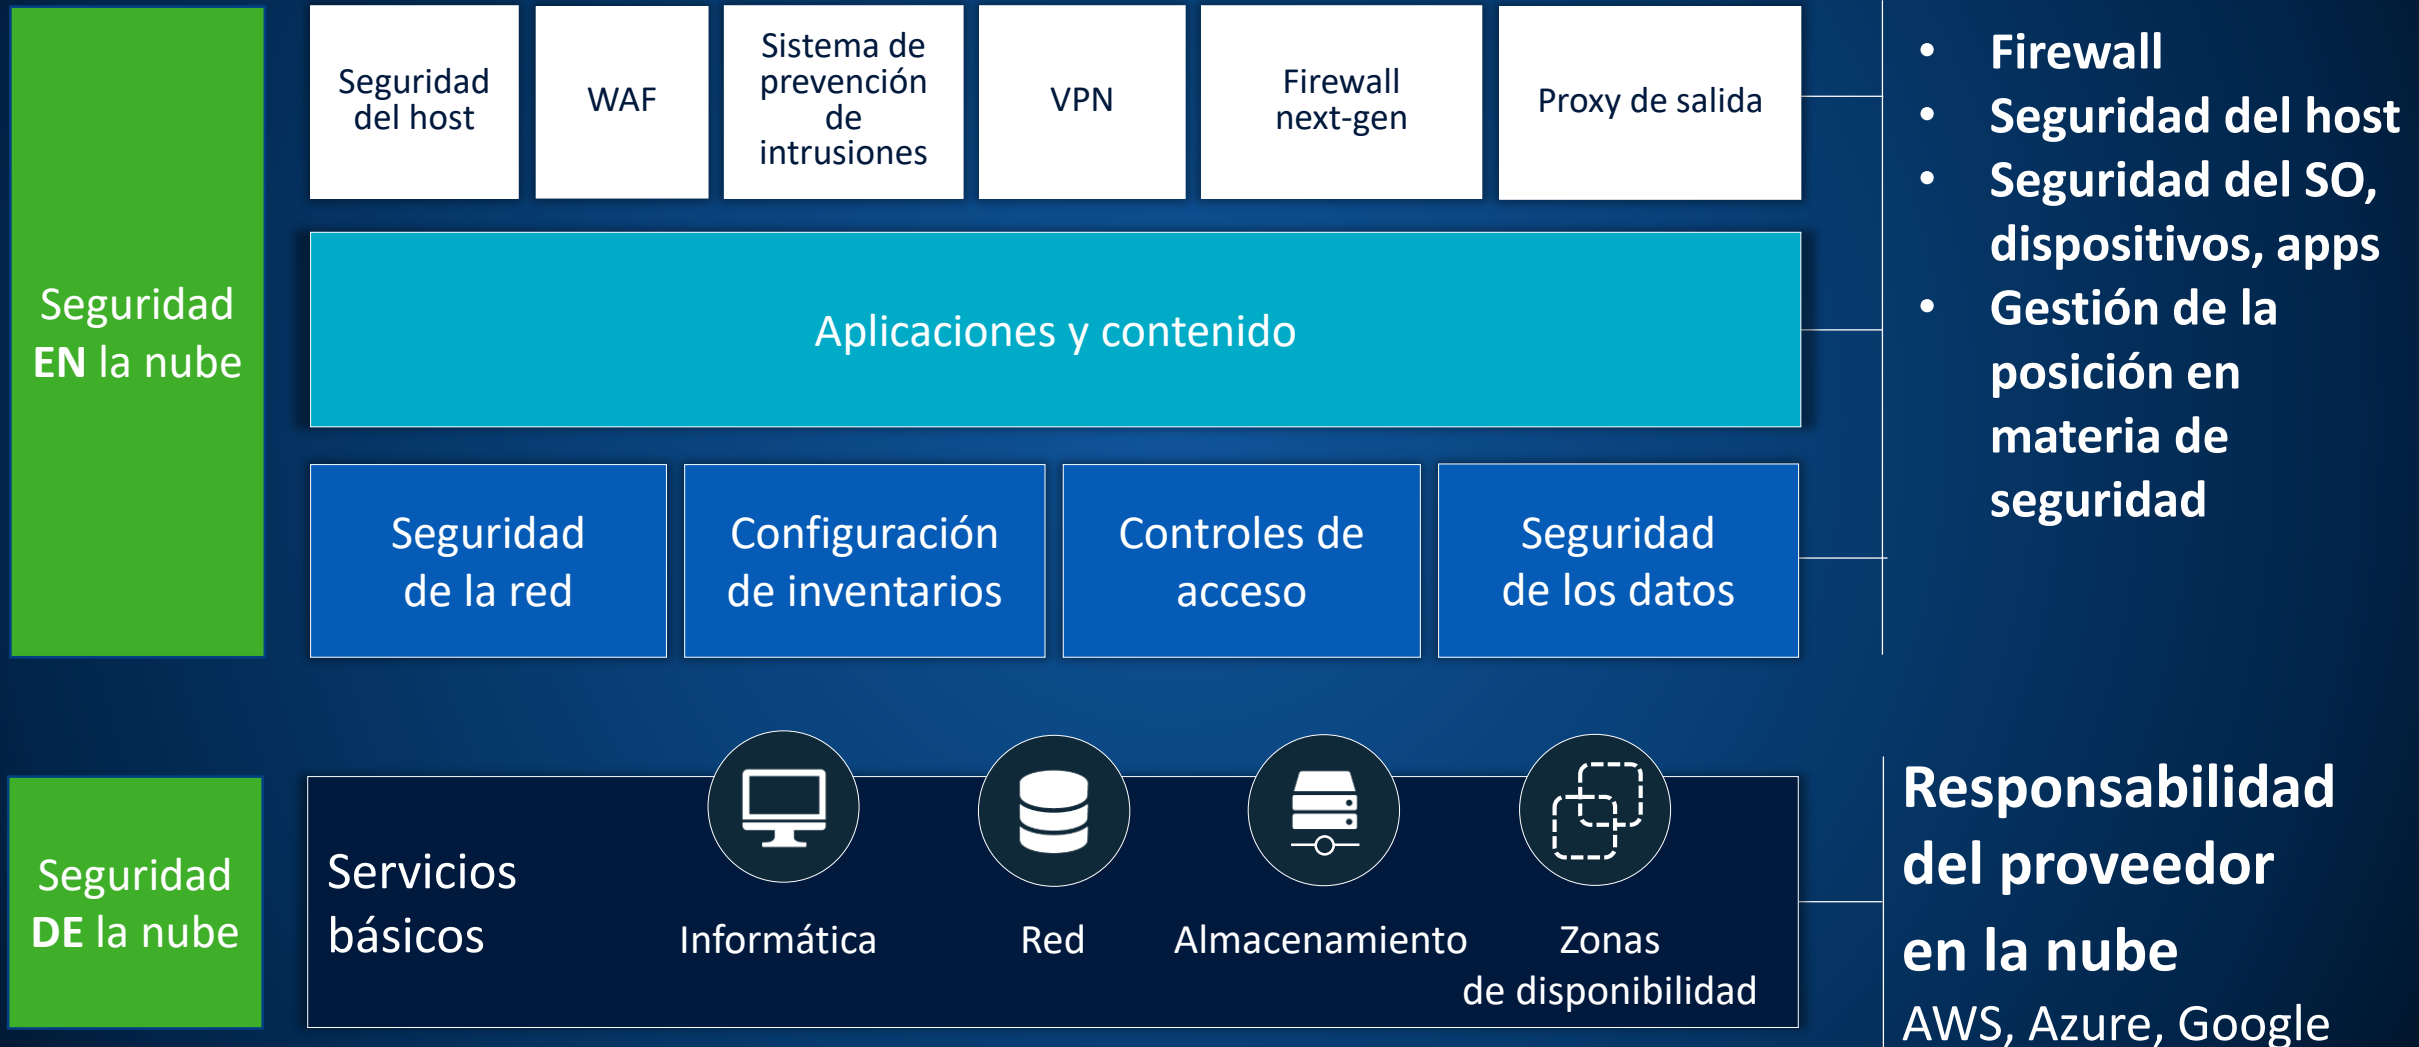 Seguridad
EN la nube
Seguridad
del host
WAF
Sistema de
prevención
de
intrusiones
VPN
Firewall
next-gen
Proxy de salida
Aplicaciones y contenido
Seguridad
de la red
Configuración
de inventarios
Controles de
acceso
Seguridad
de los datos
• Firewall
• Seguridad del host
• Seguridad del SO,
dispositivos, apps
• Gestión de la
posición en
materia de
seguridad
Seguridad
DE la nube
Servicios
básicos
Informática
Red
Almacenamiento
Zonas
de disponibilidad
Responsabilidad
del proveedor
en la nube
AWS, Azure, Google